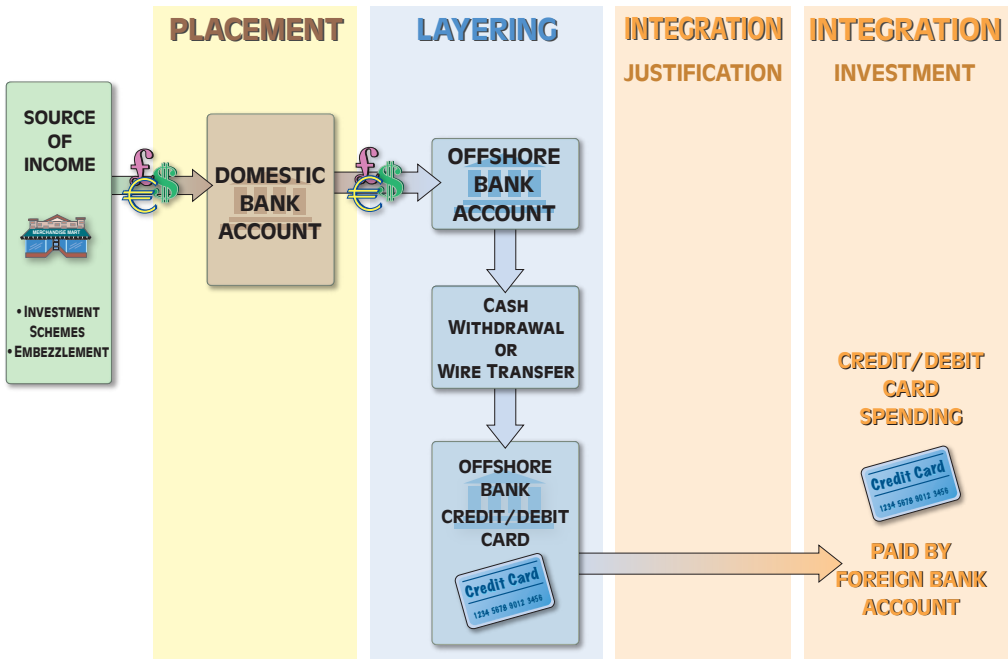 PLACEMENT
LAYERING
INTEGRATION
JUSTIFICATION
INTEGRATION
INVESTMENT
SOURCE
OF
INCOME
£
$
€
MERCHANDISE MART
• INVESTMENT
SCHEMES
• EMBEZZLEMENT
DOMESTIC
BANK
ACCOUNT
£
$
€
OFFSHORE
BANK
ACCOUNT
CASH
WITHDRAWAL
OR
WIRE TRANSFER
OFFSHORE
BANK
CREDIT/DEBIT
CARD
Credit Card
1234 5678 9012 3456
CREDIT/DEBIT
CARD
SPENDING
Credit Card
1234 5678 9012 3456
PAID BY
FOREIGN BANK
ACCOUNT